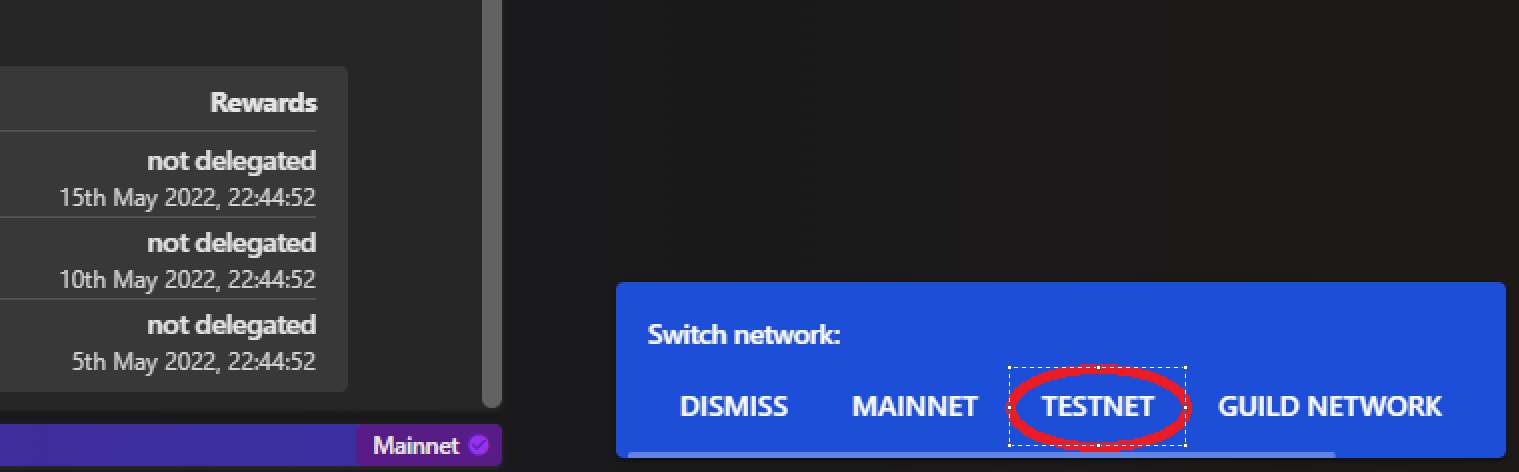 Rewards
not delegated
15th May 2022, 22:44:52
not delegated
10th May 2022, 22:44:52
not delegated
5th May 2022, 22:44:52
Mainnet
Switch network:
DISMISS MAINNET TESTNET GUILD NETWORK